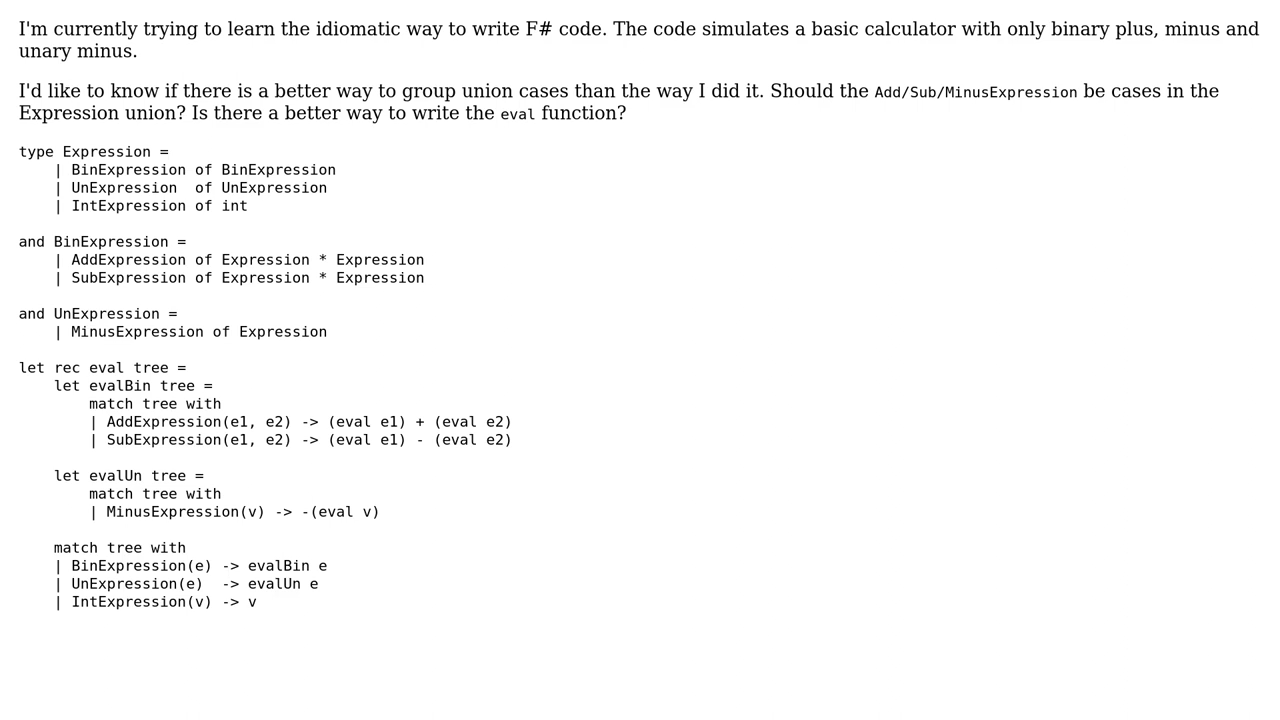 I'm currently trying to learn the idiomatic way to write F# code. The code simulates a basic calculator with only binary plus, minus and
unary minus.
I'd like to know if there is a better way to group union cases than the way I did it. Should the Add/Sub/MinusExpression be cases in the
Expression union? Is there a better way to write the eval function?
type Expression =
    | BinExpression of BinExpression
    | UnExpression  of UnExpression
    | IntExpression of int

and BinExpression =
    | AddExpression of Expression * Expression
    | SubExpression of Expression * Expression

and UnExpression =
    | MinusExpression of Expression

let rec eval tree =
    let evalBin tree =
        match tree with
        | AddExpression(e1, e2) -> (eval e1) + (eval e2)
        | SubExpression(e1, e2) -> (eval e1) - (eval e2)

    let evalUn tree =
        match tree with
        | MinusExpression(v) -> -(eval v)

    match tree with
    | BinExpression(e) -> evalBin e
    | UnExpression(e)  -> evalUn e
    | IntExpression(v) -> v